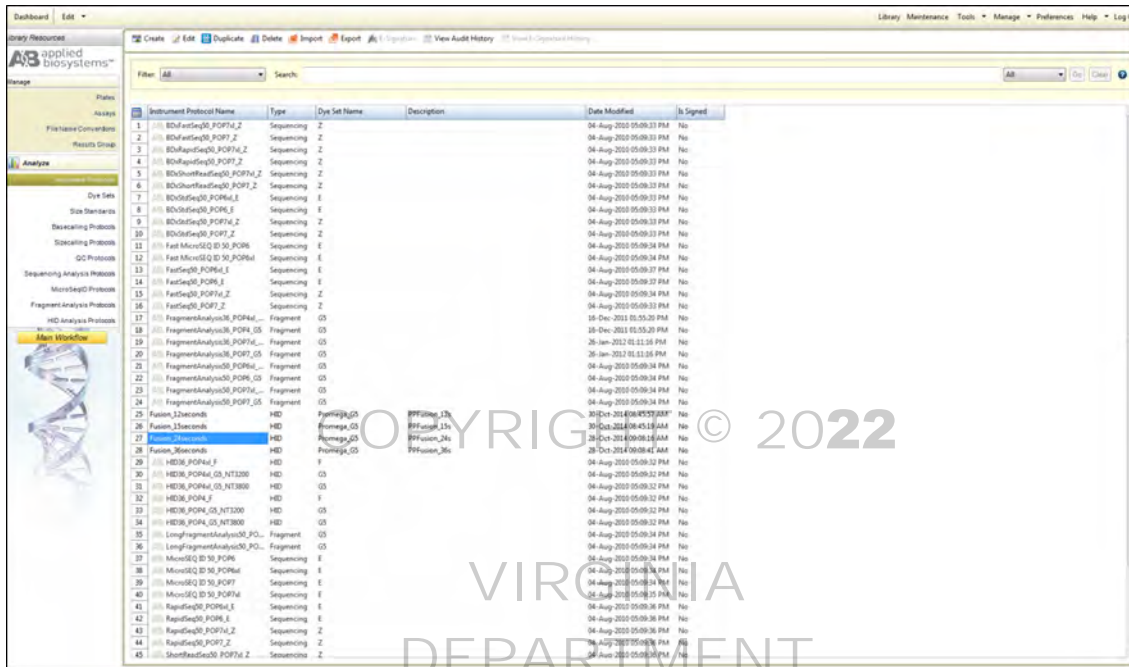 Dashboard Edit Library Maintenance Tools Manage Preferences Help Log
Library Resources
Create Edit Duplicate Delete Import Export View Audit History
AB applied biosystems™
Filter: All Search: All Go Clear
Manage
Plates
Assays
File Name Conventions
Results Group
Analyze
Dye Sets
Size Standards
Basecalling Protocols
Sizecalling Protocols
QC Protocols
Sequencing Analysis Protocols
MicroSeqID Protocols
Fragment Analysis Protocols
HID Analysis Protocols
Main Workflow
Instrument Protocol Name Type Dye Set Name Description Date Modified Is Signed
1 BDxFastSeq50_POP7xl_Z Sequencing Z 04-Aug-2010 05:09:33 PM No
2 BDxFastSeq50_POP7_Z Sequencing Z 04-Aug-2010 05:09:33 PM No
3 BDxRapidSeq50_POP7xl_Z Sequencing Z 04-Aug-2010 05:09:33 PM No
4 BDxRapidSeq50_POP7_Z Sequencing Z 04-Aug-2010 05:09:33 PM No
5 BDxShortReadSeq50_POP7xl_Z Sequencing Z 04-Aug-2010 05:09:33 PM No
6 BDxShortReadSeq50_POP7_Z Sequencing Z 04-Aug-2010 05:09:33 PM No
7 BDxStdSeq50_POP6xl_E Sequencing E 04-Aug-2010 05:09:33 PM No
8 BDxStdSeq50_POP6_E Sequencing E 04-Aug-2010 05:09:33 PM No
9 BDxStdSeq50_POP7xl_Z Sequencing Z 04-Aug-2010 05:09:33 PM No
10 BDxStdSeq50_POP7_Z Sequencing Z 04-Aug-2010 05:09:33 PM No
11 Fast MicroSEQ ID 50_POP6 Sequencing E 04-Aug-2010 05:09:34 PM No
12 Fast MicroSEQ ID 50_POP6xl Sequencing E 04-Aug-2010 05:09:34 PM No
13 FastSeq50_POP6xl_E Sequencing E 04-Aug-2010 05:09:37 PM No
14 FastSeq50_POP6_E Sequencing E 04-Aug-2010 05:09:37 PM No
15 FastSeq50_POP7xl_Z Sequencing Z 04-Aug-2010 05:09:34 PM No
16 FastSeq50_POP7_Z Sequencing Z 04-Aug-2010 05:09:33 PM No
17 FragmentAnalysis36_POP4xl_... Fragment G5 16-Dec-2011 01:55:20 PM No
18 FragmentAnalysis36_POP4_G5 Fragment G5 16-Dec-2011 01:55:20 PM No
19 FragmentAnalysis36_POP7xl_... Fragment G5 26-Jan-2012 01:11:16 PM No
20 FragmentAnalysis36_POP7_G5 Fragment G5 26-Jan-2012 01:11:16 PM No
21 FragmentAnalysis50_POP6xl_... Fragment G5 04-Aug-2010 05:09:34 PM No
22 FragmentAnalysis50_POP6_G5 Fragment G5 04-Aug-2010 05:09:34 PM No
23 FragmentAnalysis50_POP7xl_... Fragment G5 04-Aug-2010 05:09:34 PM No
24 FragmentAnalysis50_POP7_G5 Fragment G5 04-Aug-2010 05:09:34 PM No
25 Fusion_12seconds HID Promega_G5 PPFusion_12s 30-Oct-2014 08:45:57 AM No
26 Fusion_15seconds HID Promega_G5 PPFusion_15s 30-Oct-2014 08:45:19 AM No
27 Fusion_24seconds HID Promega_G5 PPFusion_24s 28-Oct-2014 09:08:16 AM No
28 Fusion_36seconds HID Promega_G5 PPFusion_36s 28-Oct-2014 09:08:41 AM No
29 HID36_POP4xl_F HID F 04-Aug-2010 05:09:32 PM No
30 HID36_POP4xl_G5_NT3200 HID G5 04-Aug-2010 05:09:32 PM No
31 HID36_POP4xl_G5_NT3800 HID G5 04-Aug-2010 05:09:32 PM No
32 HID36_POP4_F HID F 04-Aug-2010 05:09:32 PM No
33 HID36_POP4_G5_NT3200 HID G5 04-Aug-2010 05:09:32 PM No
34 HID36_POP4_G5_NT3800 HID G5 04-Aug-2010 05:09:32 PM No
35 LongFragmentAnalysis50_PO... Fragment G5 04-Aug-2010 05:09:34 PM No
36 LongFragmentAnalysis50_PO... Fragment G5 04-Aug-2010 05:09:34 PM No
37 MicroSEQ ID 50_POP6 Sequencing E 04-Aug-2010 05:09:34 PM No
38 MicroSEQ ID 50_POP6xl Sequencing E 04-Aug-2010 05:09:34 PM No
39 MicroSEQ ID 50_POP7 Sequencing E 04-Aug-2010 05:09:34 PM No
40 MicroSEQ ID 50_POP7xl Sequencing E 04-Aug-2010 05:09:35 PM No
41 RapidSeq50_POP6xl_E Sequencing E 04-Aug-2010 05:09:36 PM No
42 RapidSeq50_POP6_E Sequencing E 04-Aug-2010 05:09:36 PM No
43 RapidSeq50_POP7xl_Z Sequencing Z 04-Aug-2010 05:09:36 PM No
44 RapidSeq50_POP7_Z Sequencing Z 04-Aug-2010 05:09:36 PM No
45 ShortReadSeq50_POP7xl_Z Sequencing Z 04-Aug-2010 05:09:36 PM No
COPYRIGHT © 2022
VIRGINIA
DEPARTMENT